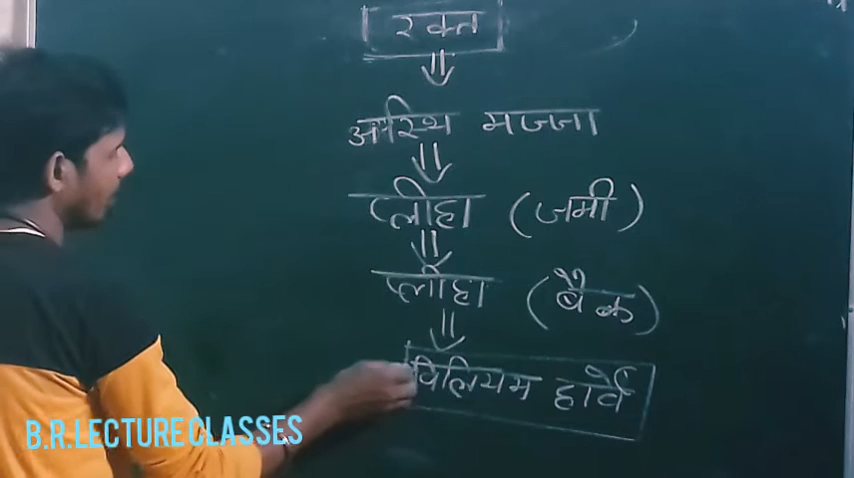 रक्त
अस्थि मज्जा
प्लीहा (जमी)
प्लीहा (बैंक)
विलियम हार्वे
B.R.LECTURE CLASSES